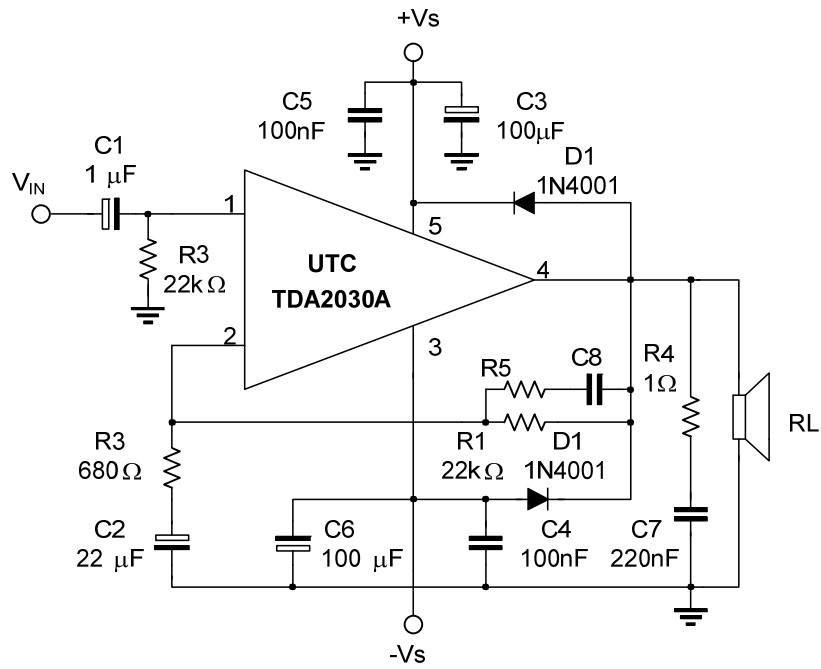 +Vs
C5
100nF
C3
100μF
C1
1 μF
D1
1N4001
VIN
1
5
R3
22kΩ
UTC
TDA2030A
4
2
3
R5
C8
R4
1Ω
RL
R3
680Ω
R1
22kΩ
D1
1N4001
C2
22 μF
C6
100 μF
C4
100nF
C7
220nF
-Vs